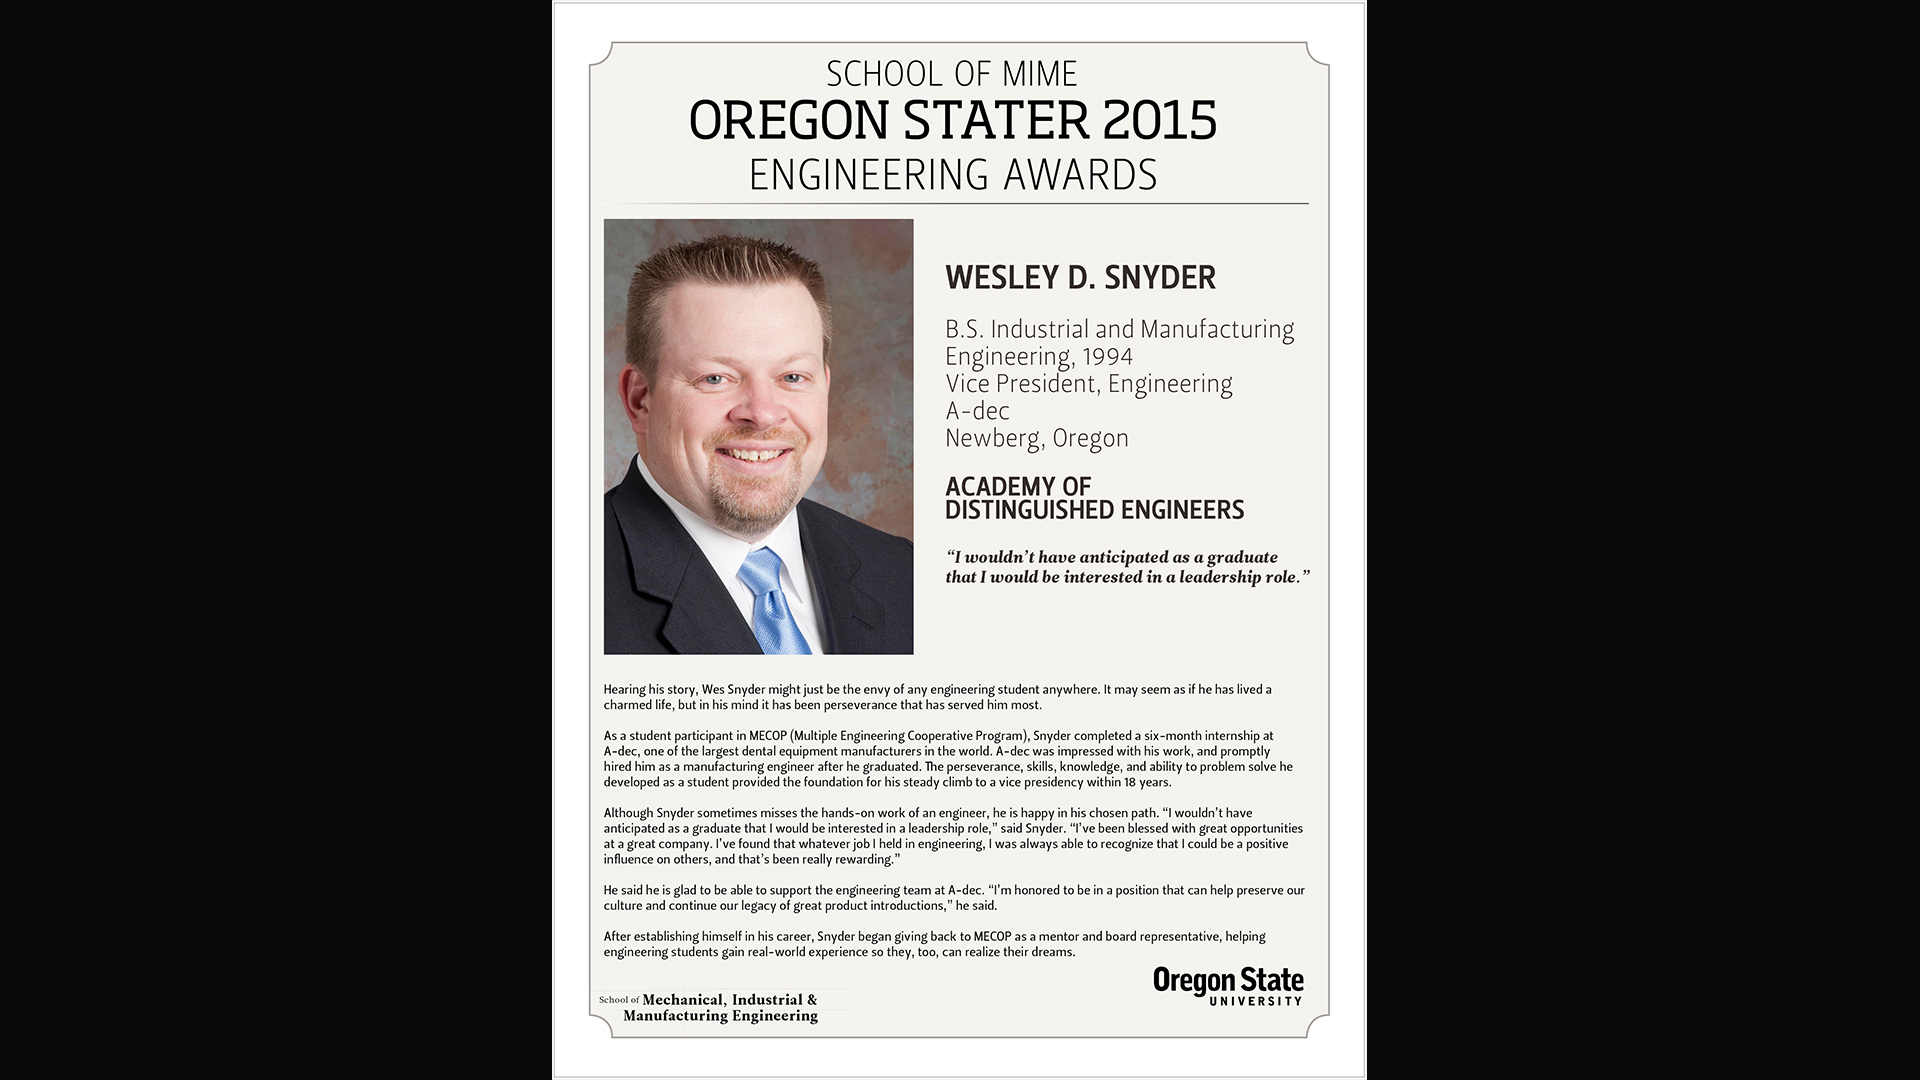 SCHOOL OF MIME
OREGON STATER 2015
ENGINEERING AWARDS
WESLEY D. SNYDER
B.S. Industrial and Manufacturing
Engineering, 1994
Vice President, Engineering
A-dec
Newberg, Oregon
ACADEMY OF
DISTINGUISHED ENGINEERS
“I wouldn’t have anticipated as a graduate
that I would be interested in a leadership role.”
Hearing his story, Wes Snyder might just be the envy of any engineering student anywhere. It may seem as if he has lived a
charmed life, but in his mind it has been perseverance that has served him most.
As a student participant in MECOP (Multiple Engineering Cooperative Program), Snyder completed a six-month internship at
A-dec, one of the largest dental equipment manufacturers in the world. A-dec was impressed with his work, and promptly
hired him as a manufacturing engineer after he graduated. The perseverance, skills, knowledge, and ability to problem solve he
developed as a student provided the foundation for his steady climb to a vice presidency within 18 years.
Although Snyder sometimes misses the hands-on work of an engineer, he is happy in his chosen path. “I wouldn’t have
anticipated as a graduate that I would be interested in a leadership role,” said Snyder. “I’ve been blessed with great opportunities
at a great company. I’ve found that whatever job I held in engineering, I was always able to recognize that I could be a positive
influence on others, and that’s been really rewarding.”
He said he is glad to be able to support the engineering team at A-dec. “I’m honored to be in a position that can help preserve our
culture and continue our legacy of great product introductions,” he said.
After establishing himself in his career, Snyder began giving back to MECOP as a mentor and board representative, helping
engineering students gain real-world experience so they, too, can realize their dreams.
Oregon State
UNIVERSITY
School of Mechanical, Industrial &
Manufacturing Engineering